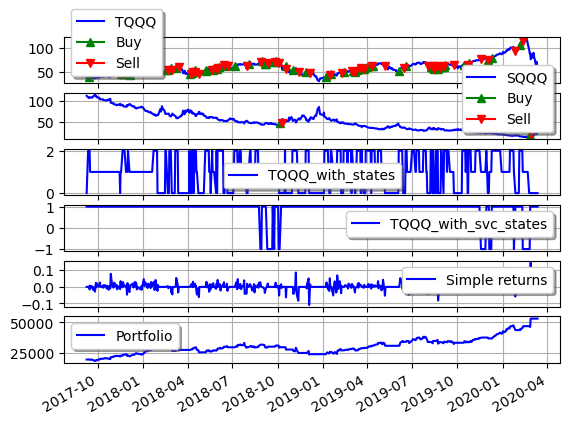 TQQQ
Buy
Sell
100
50
SQQQ
Buy
Sell
100
50
2
TQQQ_with_states
0
1
TQQQ_with_svc_states
0
−1
0.1
Simple returns
0.0
-0.1
50000
Portfolio
25000
2017-10
2018-01
2018-04
2018-07
2018-10
2019-01
2019-04
2019-07
2019-10
2020-01
2020-04